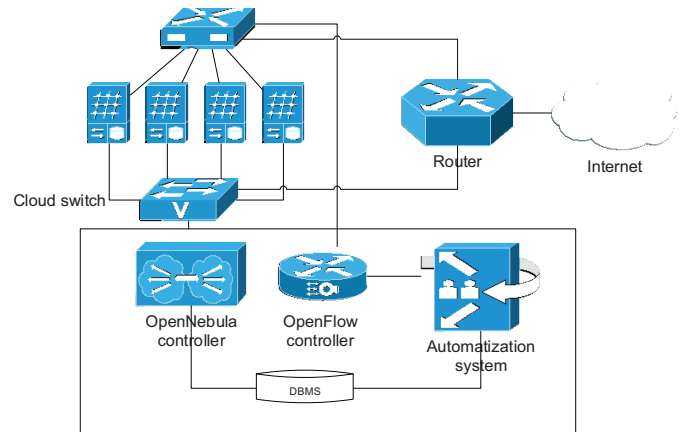 Router
Internet
Cloud switch
V
OpenNebula
controller
OpenFlow
controller
Automatization
system
DBMS